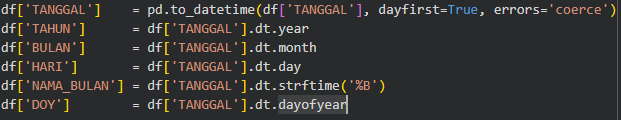 df['TANGGAL']    = pd.to_datetime(df['TANGGAL'], dayfirst=True, errors='coerce')
df['TAHUN']      = df['TANGGAL'].dt.year
df['BULAN']      = df['TANGGAL'].dt.month
df['HARI']       = df['TANGGAL'].dt.day
df['NAMA_BULAN'] = df['TANGGAL'].dt.strftime('%B')
df['DOY']        = df['TANGGAL'].dt.dayofyear